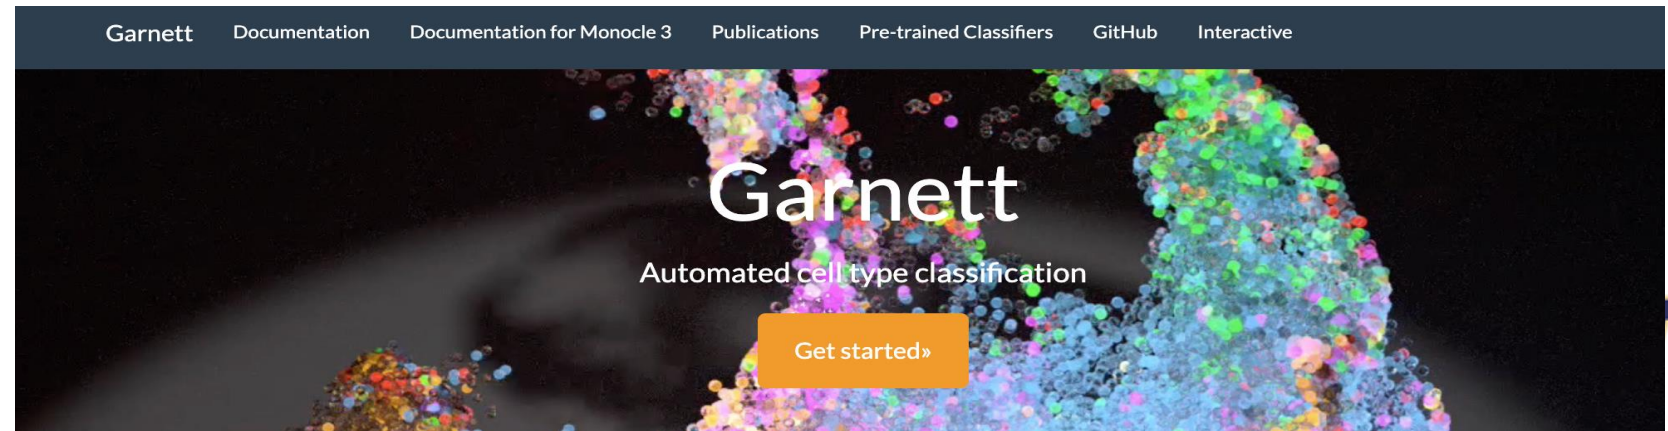 Garnett Documentation Documentation for Monocle 3 Publications Pre-trained Classifiers GitHub Interactive
Garnett
Automated cell type classification
Get started»